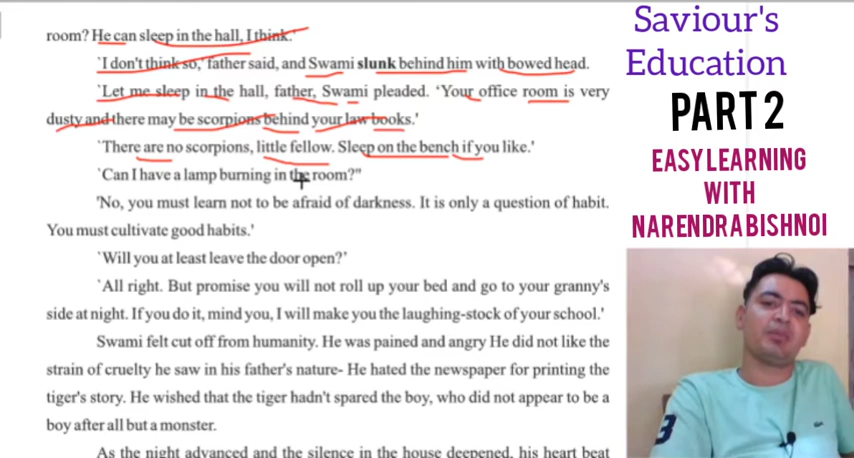 room? He can sleep in the hall, I think.'
`I don't think so,' father said, and Swami slunk behind him with bowed head.
`Let me sleep in the hall, father, Swami pleaded. 'Your office room is very
dusty and there may be scorpions behind your law books.'
`There are no scorpions, little fellow. Sleep on the bench if you like.'
`Can I have a lamp burning in the room?"
'No, you must learn not to be afraid of darkness. It is only a question of habit.
You must cultivate good habits.'
`Will you at least leave the door open?'
`All right. But promise you will not roll up your bed and go to your granny's
side at night. If you do it, mind you, I will make you the laughing-stock of your school.'
Swami felt cut off from humanity. He was pained and angry He did not like the
strain of cruelty he saw in his father's nature- He hated the newspaper for printing the
tiger's story. He wished that the tiger hadn't spared the boy, who did not appear to be a
boy after all but a monster.
As the night advanced and the silence in the house deepened, his heart beat
Saviour's
Education
PART 2
EASY LEARNING
WITH
NARENDRA BISHNOI